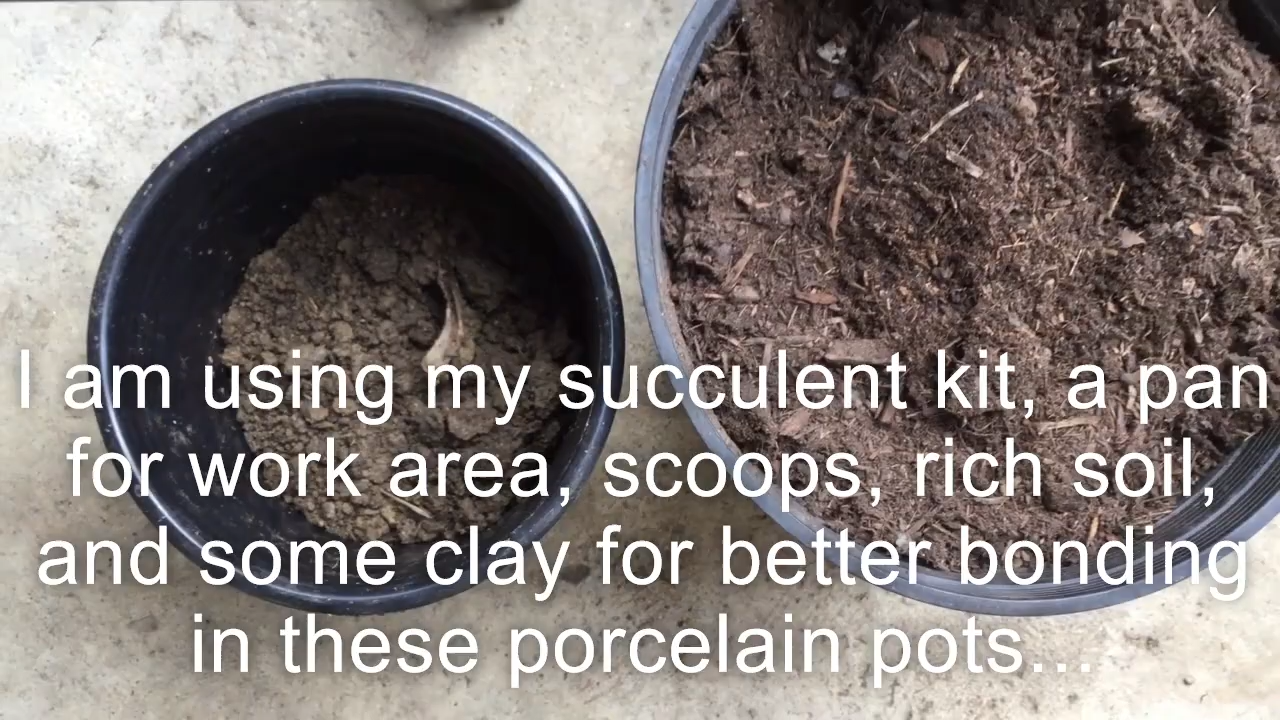 I am using my succulent kit, a pan
for work area, scoops, rich soil,
and some clay for better bonding
in these porcelain pots...